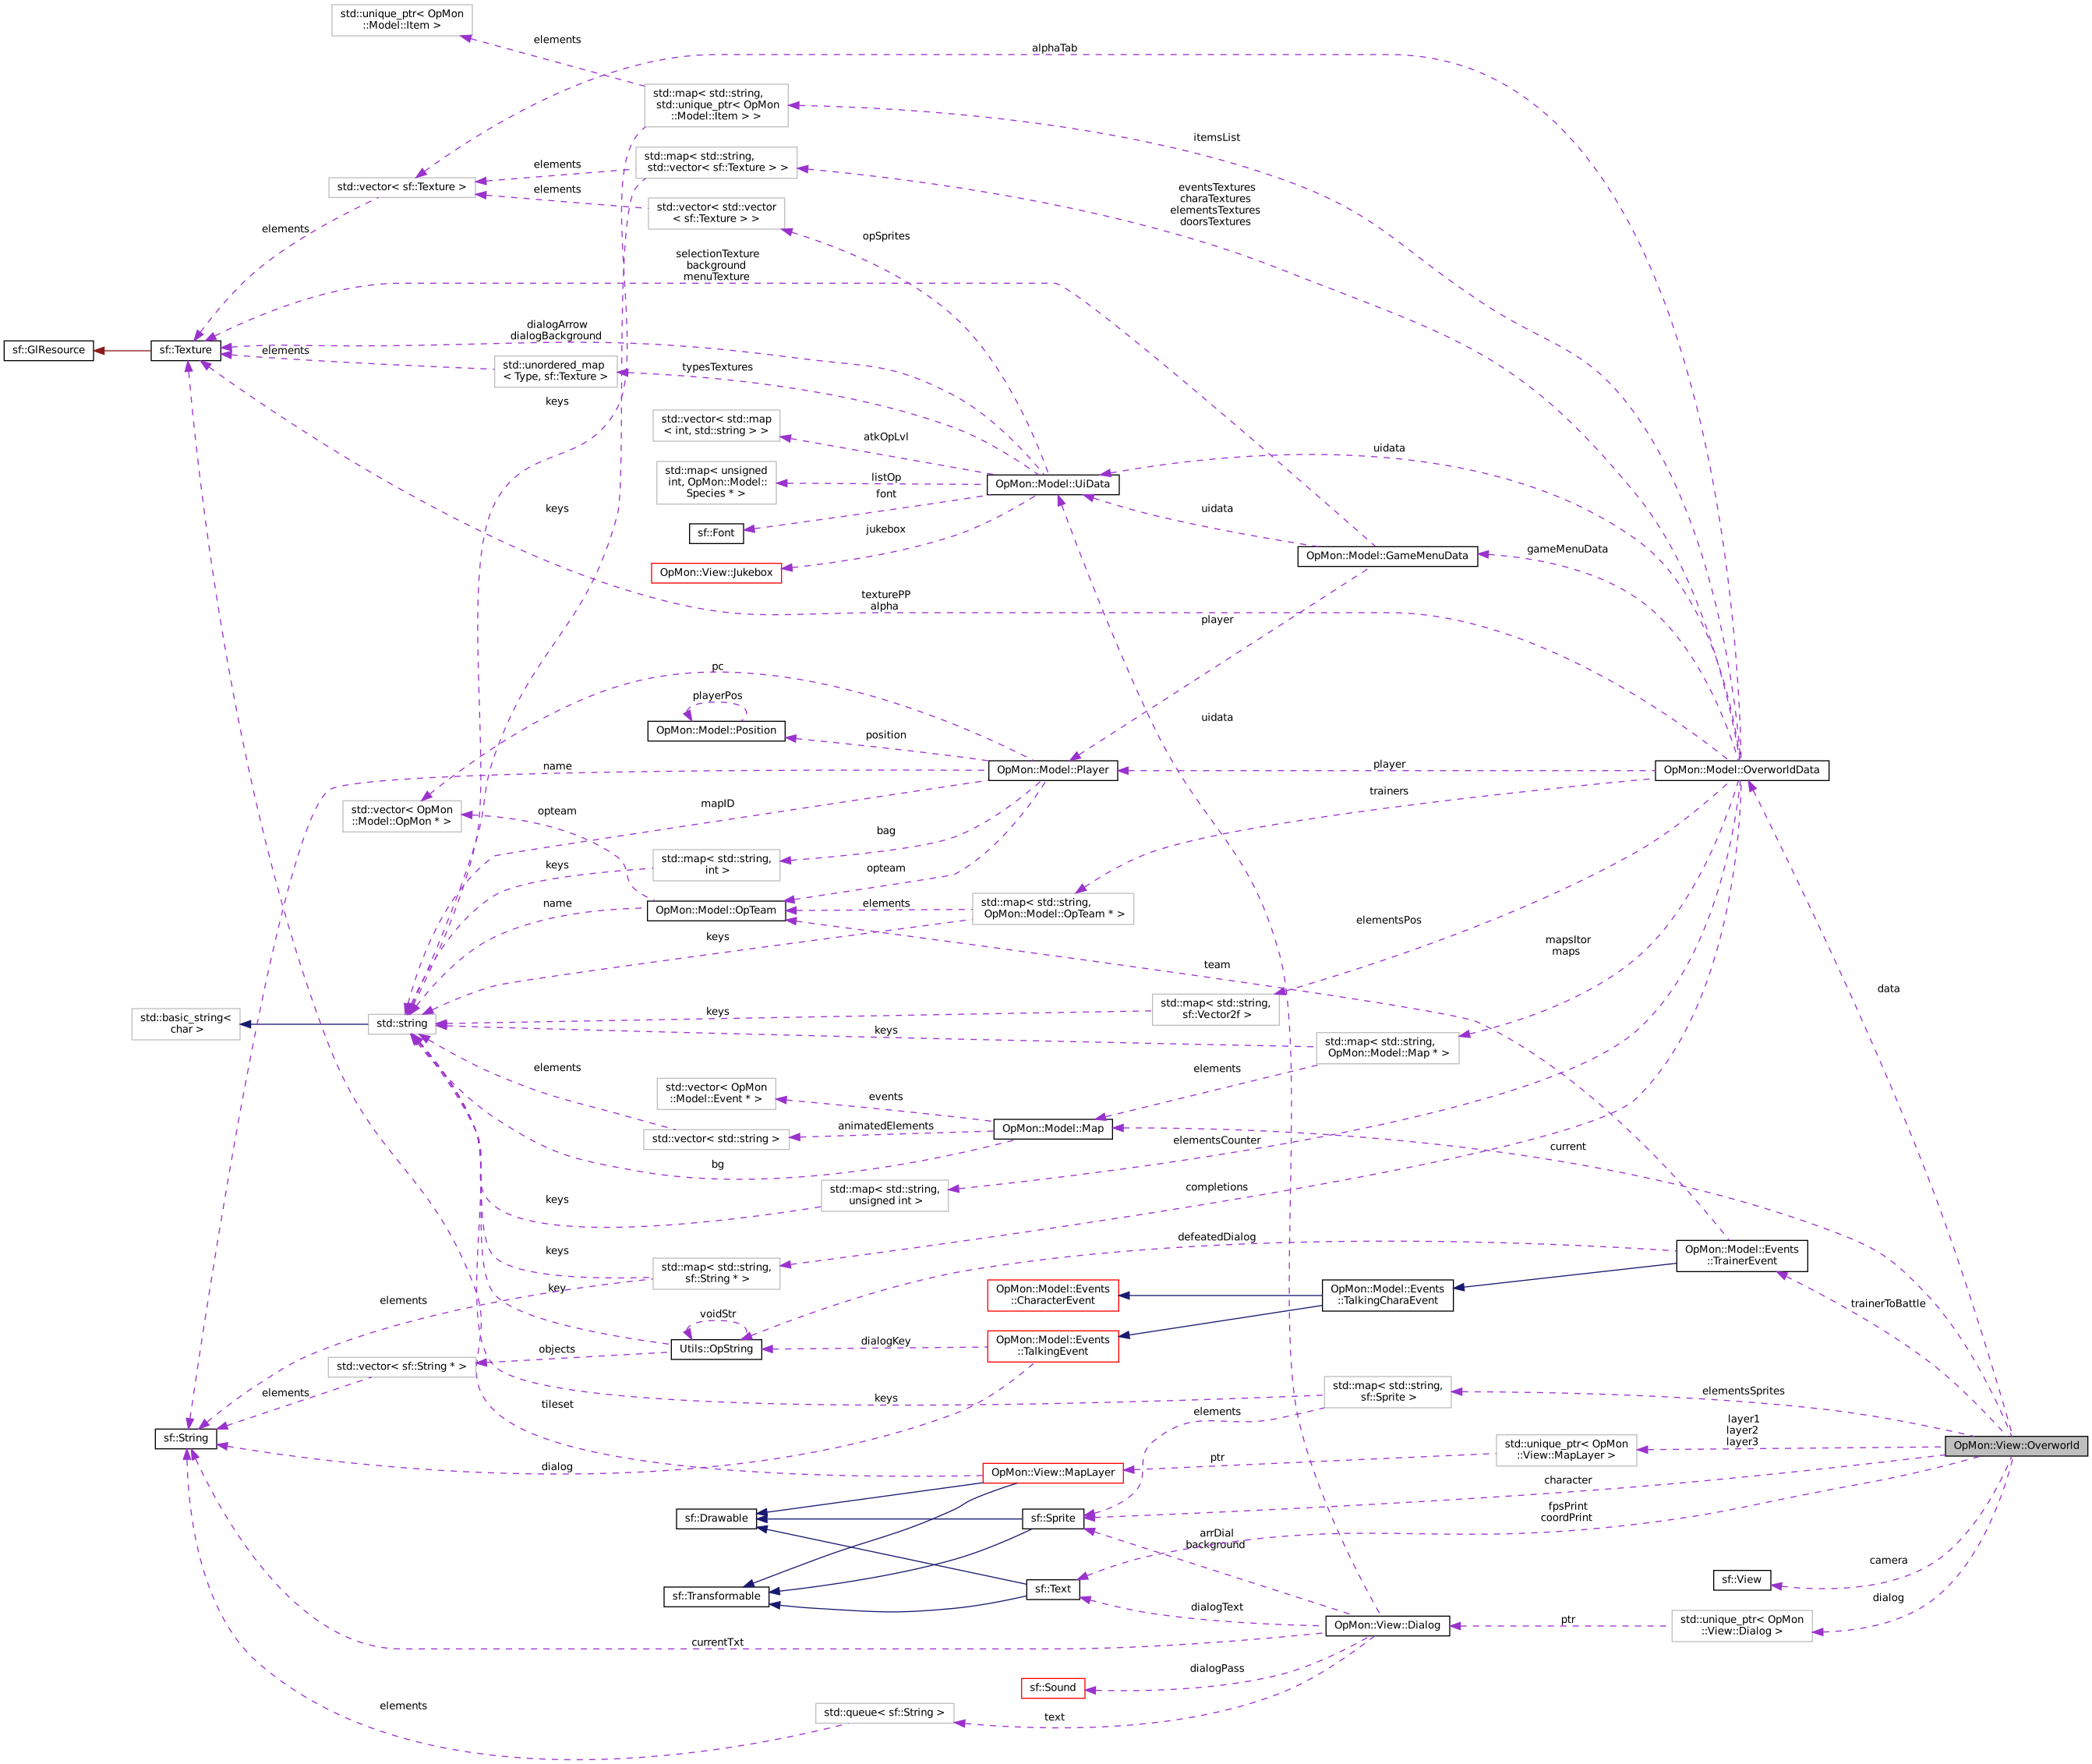 std::unique_ptr< OpMon
::Model::Item >
elements
alphaTab
std::map< std::string,
std::unique_ptr< OpMon
::Model::Item > >
itemsList
std::map< std::string,
std::vector< sf::Texture > >
elements
std::vector< sf::Texture >
elements
eventsTextures
charaTextures
elementsTextures
doorsTextures
std::vector< std::vector
< sf::Texture > >
elements
opSprites
selectionTexture
background
menuTexture
dialogArrow
dialogBackground
sf::GlResource
sf::Texture
elements
std::unordered_map
< Type, sf::Texture >
typesTextures
keys
std::vector< std::map
< int, std::string > >
atkOpLvl
uidata
std::map< unsigned
int, OpMon::Model::
Species * >
listOp
font
OpMon::Model::UiData
keys
uidata
sf::Font
jukebox
gameMenuData
OpMon::Model::GameMenuData
OpMon::View::Jukebox
texturePP
alpha
player
pc
playerPos
uidata
OpMon::Model::Position
position
name
OpMon::Model::Player
player
OpMon::Model::OverworldData
trainers
std::vector< OpMon
::Model::OpMon * >
opteam
mapID
bag
std::map< std::string,
int >
keys
opteam
OpMon::Model::OpTeam
name
elements
std::map< std::string,
OpMon::Model::OpTeam * >
elementsPos
keys
mapsItor
maps
team
data
std::map< std::string,
sf::Vector2f >
keys
std::basic_string<
char >
std::string
keys
std::map< std::string,
OpMon::Model::Map * >
elements
elements
std::vector< OpMon
::Model::Event * >
events
animatedElements
OpMon::Model::Map
std::vector< std::string >
bg
elementsCounter
current
keys
std::map< std::string,
unsigned int >
completions
defeatedDialog
keys
std::map< std::string,
sf::String * >
OpMon::Model::Events
::TrainerEvent
key
elements
OpMon::Model::Events
::CharacterEvent
OpMon::Model::Events
::TalkingCharaEvent
trainerToBattle
voidStr
Utils::OpString
dialogKey
OpMon::Model::Events
::TalkingEvent
objects
std::vector< sf::String * >
elements
keys
std::map< std::string,
sf::Sprite >
elementsSprites
tileset
elements
layer1
layer2
layer3
sf::String
std::unique_ptr< OpMon
::View::MapLayer >
OpMon::View::Overworld
dialog
ptr
OpMon::View::MapLayer
character
fpsPrint
coordPrint
sf::Drawable
sf::Sprite
arrDial
background
camera
sf::View
sf::Text
sf::Transformable
dialogText
dialog
OpMon::View::Dialog
ptr
std::unique_ptr< OpMon
::View::Dialog >
currentTxt
dialogPass
sf::Sound
elements
std::queue< sf::String >
text